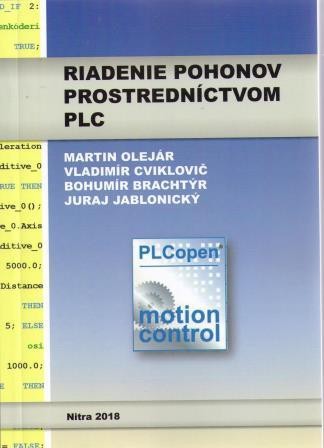 D_IF 2:
enkóderi
TRUE;
RIADENIE POHONOV
PROSTREDNÍCTVOM
PLC
leration
ditive_0
RUE THEN
ive_0();
e_0.Axis
ditive_0
5000.0;
Distance
THEN
5; ELSE
osi
1000.0;
E THEN
= FALSE;
MARTIN OLEJÁR
VLADIMÍR CVIKLOVIČ
BOHUMÍR BRACHTÝR
JURAJ JABLONICKÝ
PLCopen®
motion
control
Nitra 2018